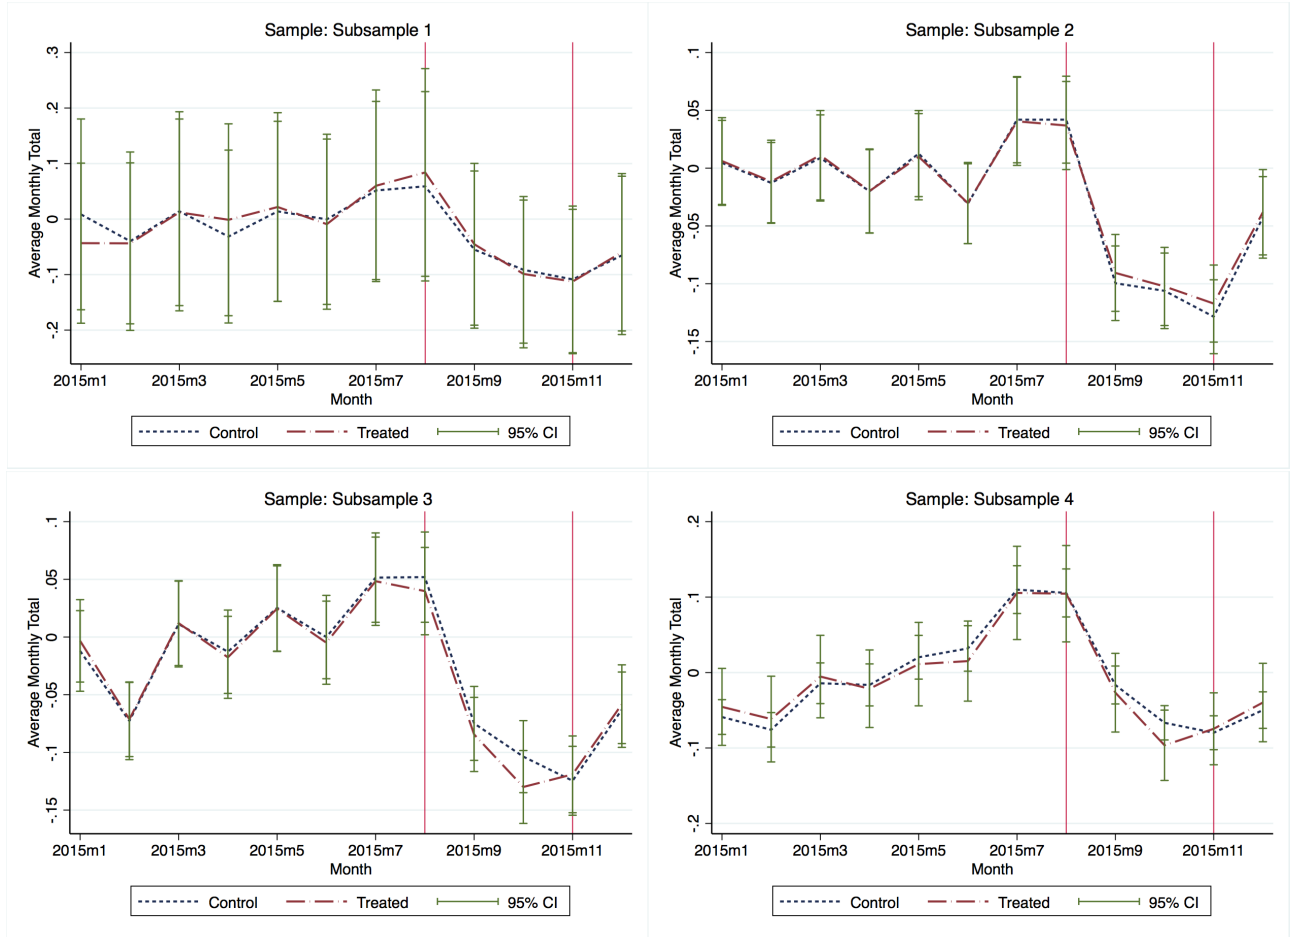 Sample: Subsample 1
Average Monthly Total
.3
.2
.1
0
-.1
-.2
2015m1 2015m3 2015m5 2015m7 2015m9 2015m11
Month
Control Treated 95% CI
Sample: Subsample 2
Average Monthly Total
.1
.05
0
-.05
-.1
-.15
2015m1 2015m3 2015m5 2015m7 2015m9 2015m11
Month
Control Treated 95% CI
Sample: Subsample 3
Average Monthly Total
.1
.05
0
-.05
-.1
-.15
2015m1 2015m3 2015m5 2015m7 2015m9 2015m11
Month
Control Treated 95% CI
Sample: Subsample 4
Average Monthly Total
.2
.1
0
-.1
-.2
2015m1 2015m3 2015m5 2015m7 2015m9 2015m11
Month
Control Treated 95% CI